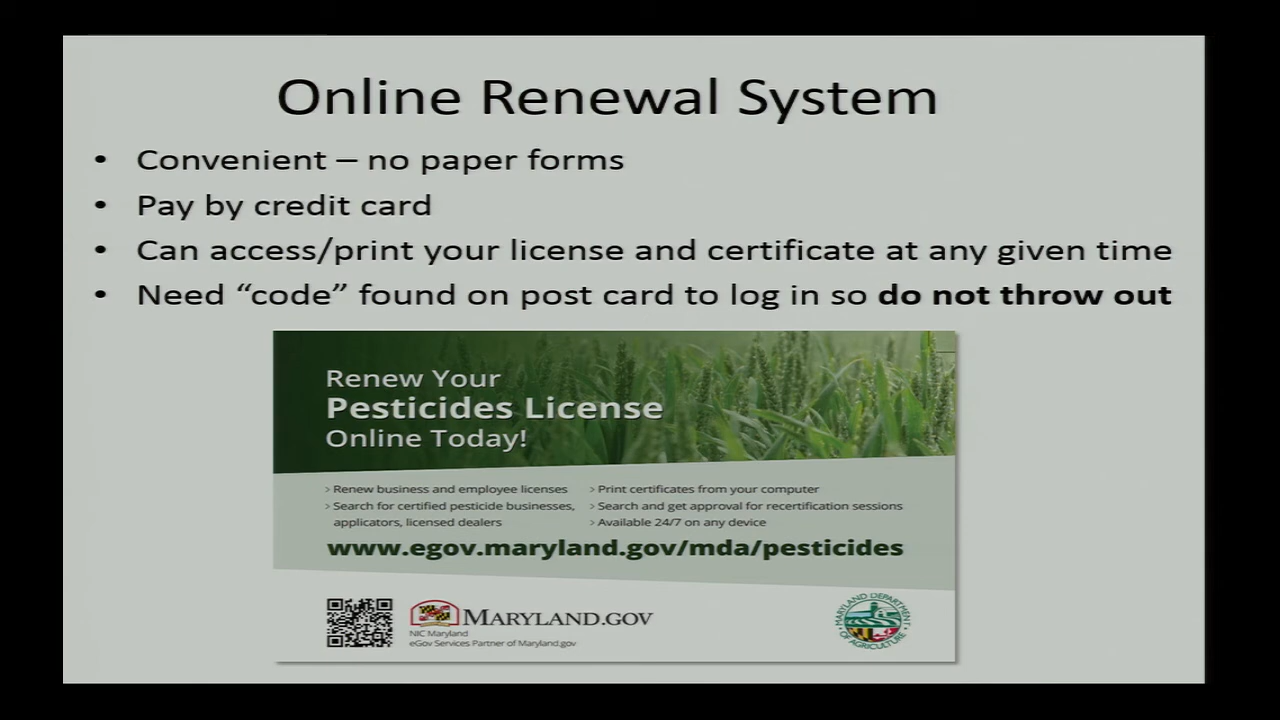 Online Renewal System
• Convenient – no paper forms
• Pay by credit card
• Can access/print your license and certificate at any given time
• Need “code” found on post card to log in so do not throw out
Renew Your
Pesticides License
Online Today!
› Renew business and employee licenses
› Search for certified pesticide businesses,
applicators, licensed dealers
› Print certificates from your computer
› Search and get approval for recertification sessions
› Available 24/7 on any device
www.egov.maryland.gov/mda/pesticides
MARYLAND.GOV
NIC Maryland
eGov Services Partner of Maryland.gov
MARYLAND DEPARTMENT
OF AGRICULTURE